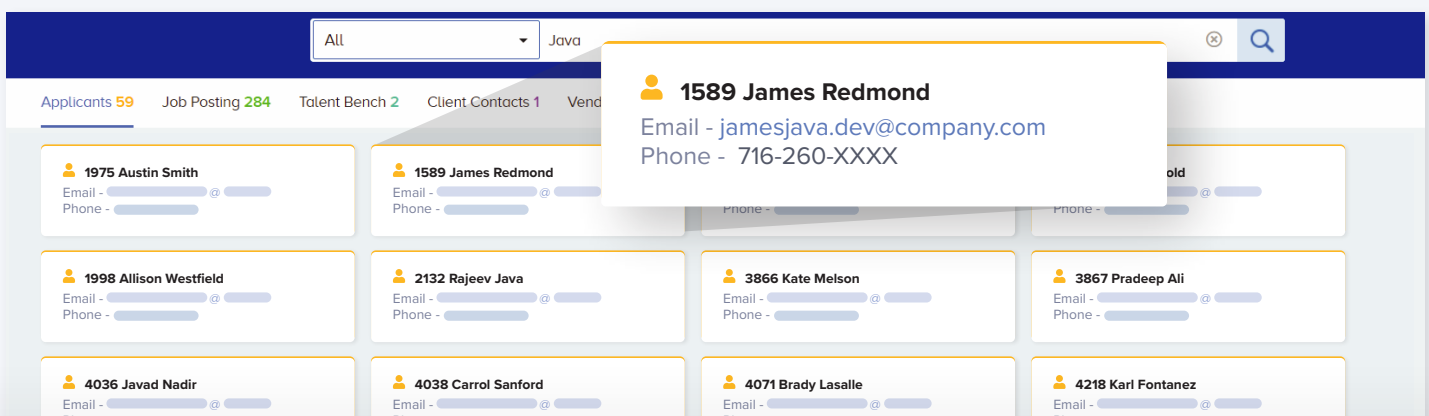 All
Java
Applicants 59
Job Posting 284
Talent Bench 2
Client Contacts 1
Vend
1589 James Redmond
Email - jamesjava.dev@company.com
Phone - 716-260-XXXX
1975 Austin Smith
Email - @
Phone -
1589 James Redmond
Email - @
Phone -
Phone -
old
@
Phone -
1998 Allison Westfield
Email - @
Phone -
2132 Rajeev Java
Email - @
Phone -
3866 Kate Melson
Email - @
Phone -
3867 Pradeep Ali
Email - @
Phone -
4036 Javad Nadir
Email - @
4038 Carrol Sanford
Email - @
4071 Brady Lasalle
Email - @
4218 Karl Fontanez
Email - @